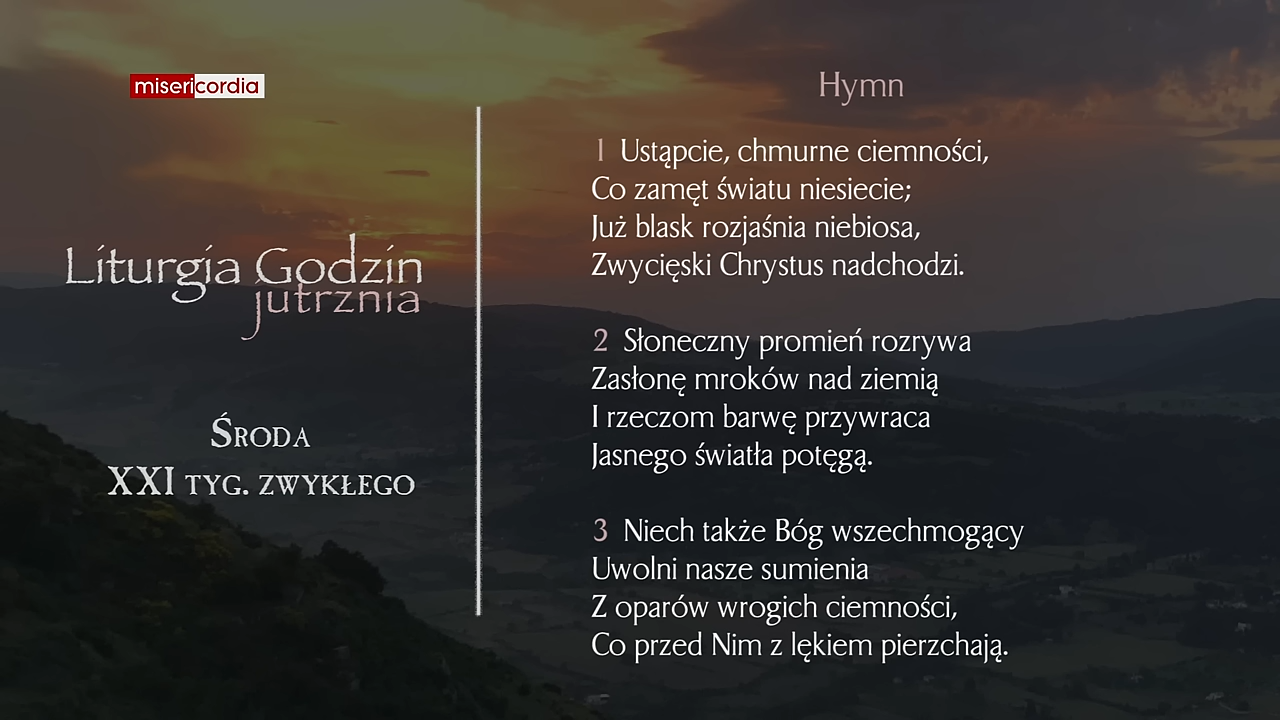 misericordia
Liturgia Godzin
jutrznia
Środa
XXI tyg. zwykłego
Hymn
1 Ustąpcie, chmurne ciemności,
Co zamęt światu niesiecie;
Już blask rozjaśnia niebiosa,
Zwycięski Chrystus nadchodzi.
2 Słoneczny promień rozrywa
Zasłonę mroków nad ziemią
I rzeczom barwę przywraca
Jasnego światła potęgą.
3 Niech także Bóg wszechmogący
Uwolni nasze sumienia
Z oparów wrogich ciemności,
Co przed Nim z lękiem pierzchają.